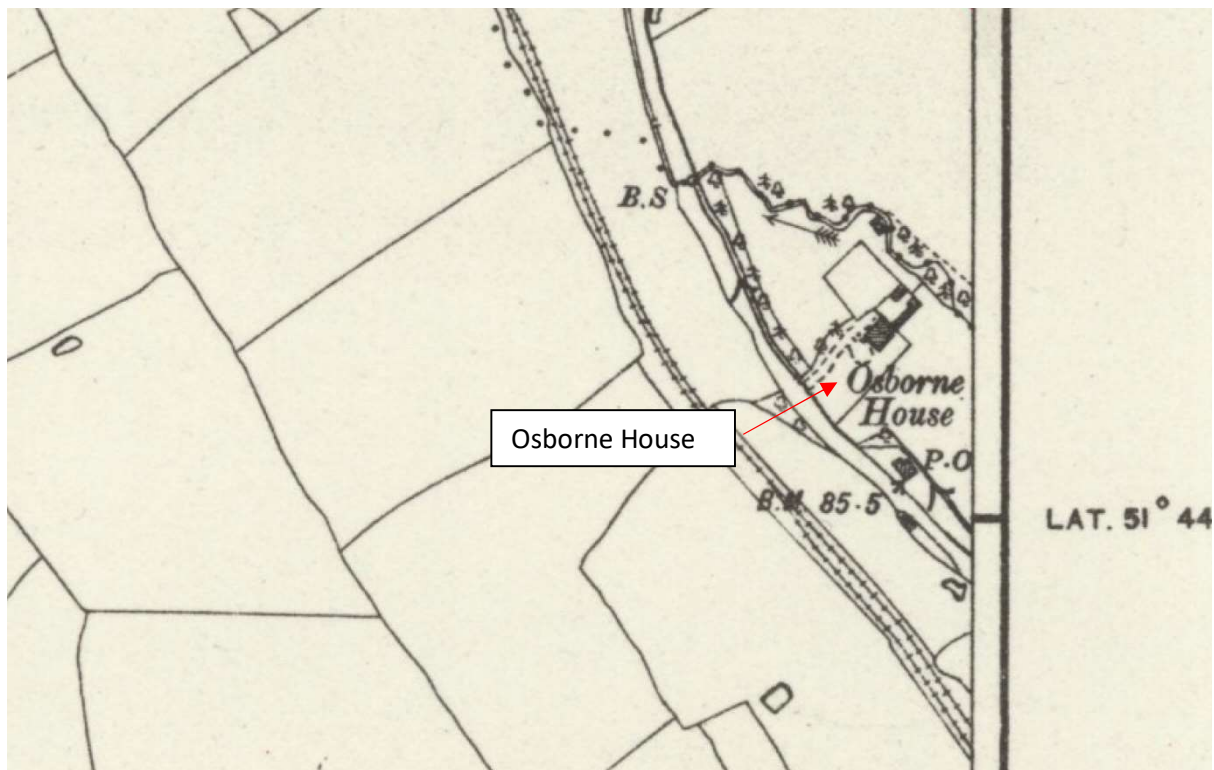 B.S
Osborne
House
Osborne House
P.O
B.M. 85·5
LAT. 51° 44